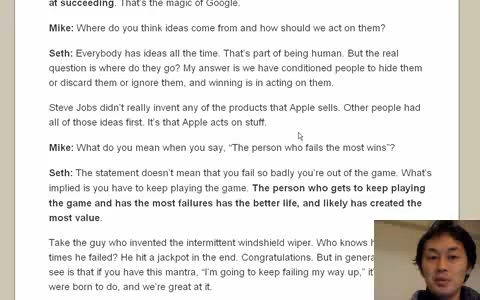 at succeeding. That's the magic of Google.
Mike: Where do you think ideas come from and how should we act on them?
Seth: Everybody has ideas all the time. That's part of being human. But the real
question is where do they go? My answer is we have conditioned people to hide them
or discard them or ignore them, and winning is in acting on them.
Steve Jobs didn't really invent any of the products that Apple sells. Other people had
all of those ideas first. It's that Apple acts on stuff.
Mike: What do you mean when you say, "The person who fails the most wins"?
Seth: The statement doesn't mean that you fail so badly you're out of the game. What's
implied is you have to keep playing the game. The person who gets to keep playing
the game and has the most failures has the better life, and likely has created the
most value.
Take the guy who invented the intermittent windshield wiper. Who knows
times he failed? He hit a jackpot in the end. Congratulations. But in
see is that if you have this mantra, "I'm going to keep failing my way up,"
were born to do, and we're great at it.